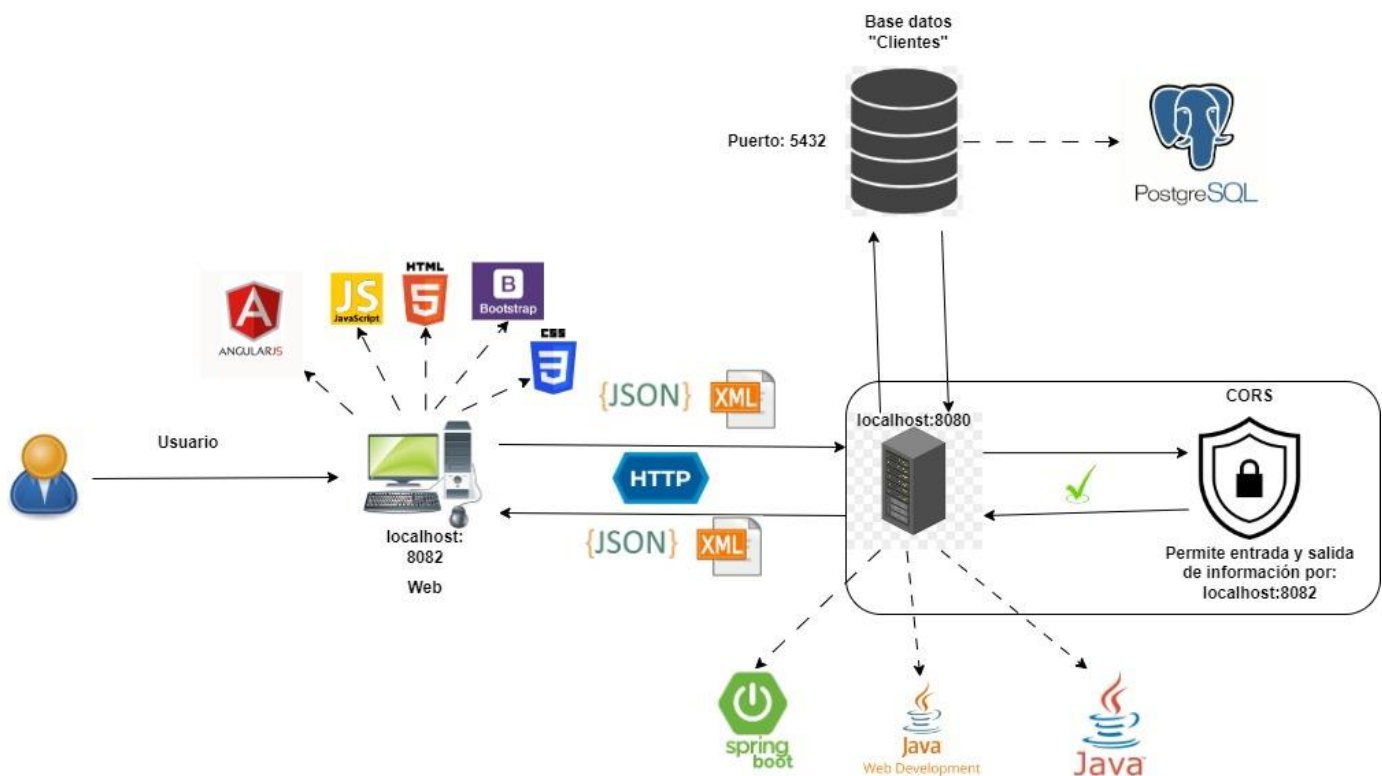 Base datos
"Clientes"
Puerto: 5432
PostgreSQL
ANGULARJS
JS
JavaScript
HTML
5
B
Bootstrap
CSS
3
{JSON}
XML
Usuario
HTTP
{JSON}
XML
localhost:
8082
Web
localhost:8080
CORS
Permite entrada y salida
de información por:
localhost:8082
spring
boot
Java
Web Development
Java